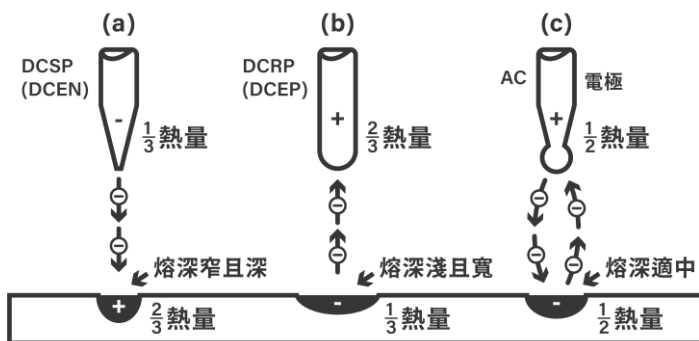 (a)
DCSP
(DCEN)
-
1/3 熱量
⊖
⊖
熔深窄且深
+
2/3 熱量
(b)
DCRP
(DCEP)
+
2/3 熱量
⊖
⊖
熔深淺且寬
-
1/3 熱量
(c)
AC
電極
+
1/2 熱量
⊖
⊖
⊖
⊖
熔深適中
-
1/2 熱量